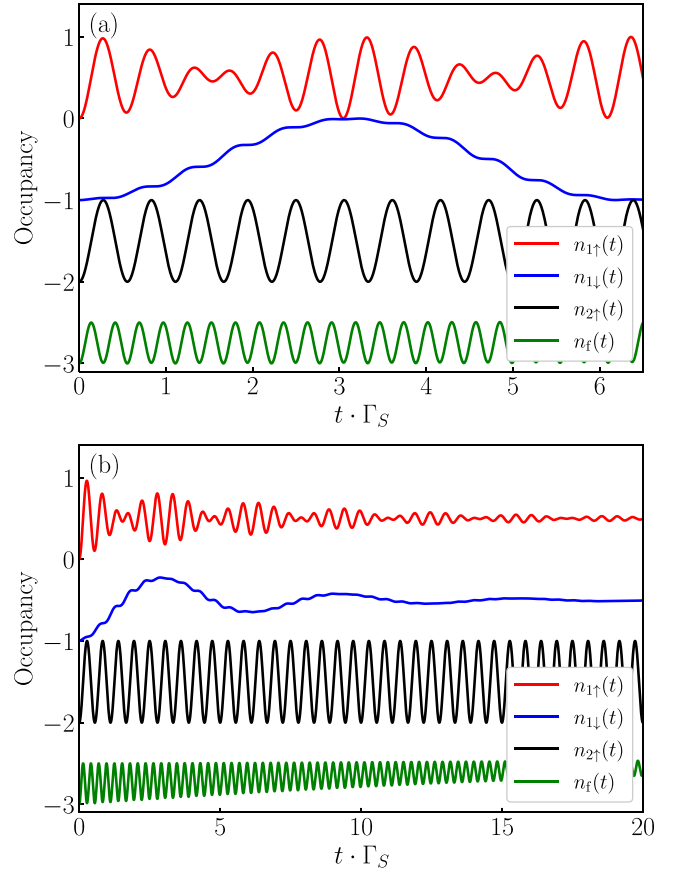 (a)
1
0
−1
−2
−3
Occupancy
n1↑(t)
n1↓(t)
n2↑(t)
nf(t)
0 1 2 3 4 5 6
t · ΓS
(b)
1
0
−1
−2
−3
Occupancy
n1↑(t)
n1↓(t)
n2↑(t)
nf(t)
0 5 10 15 20
t · ΓS